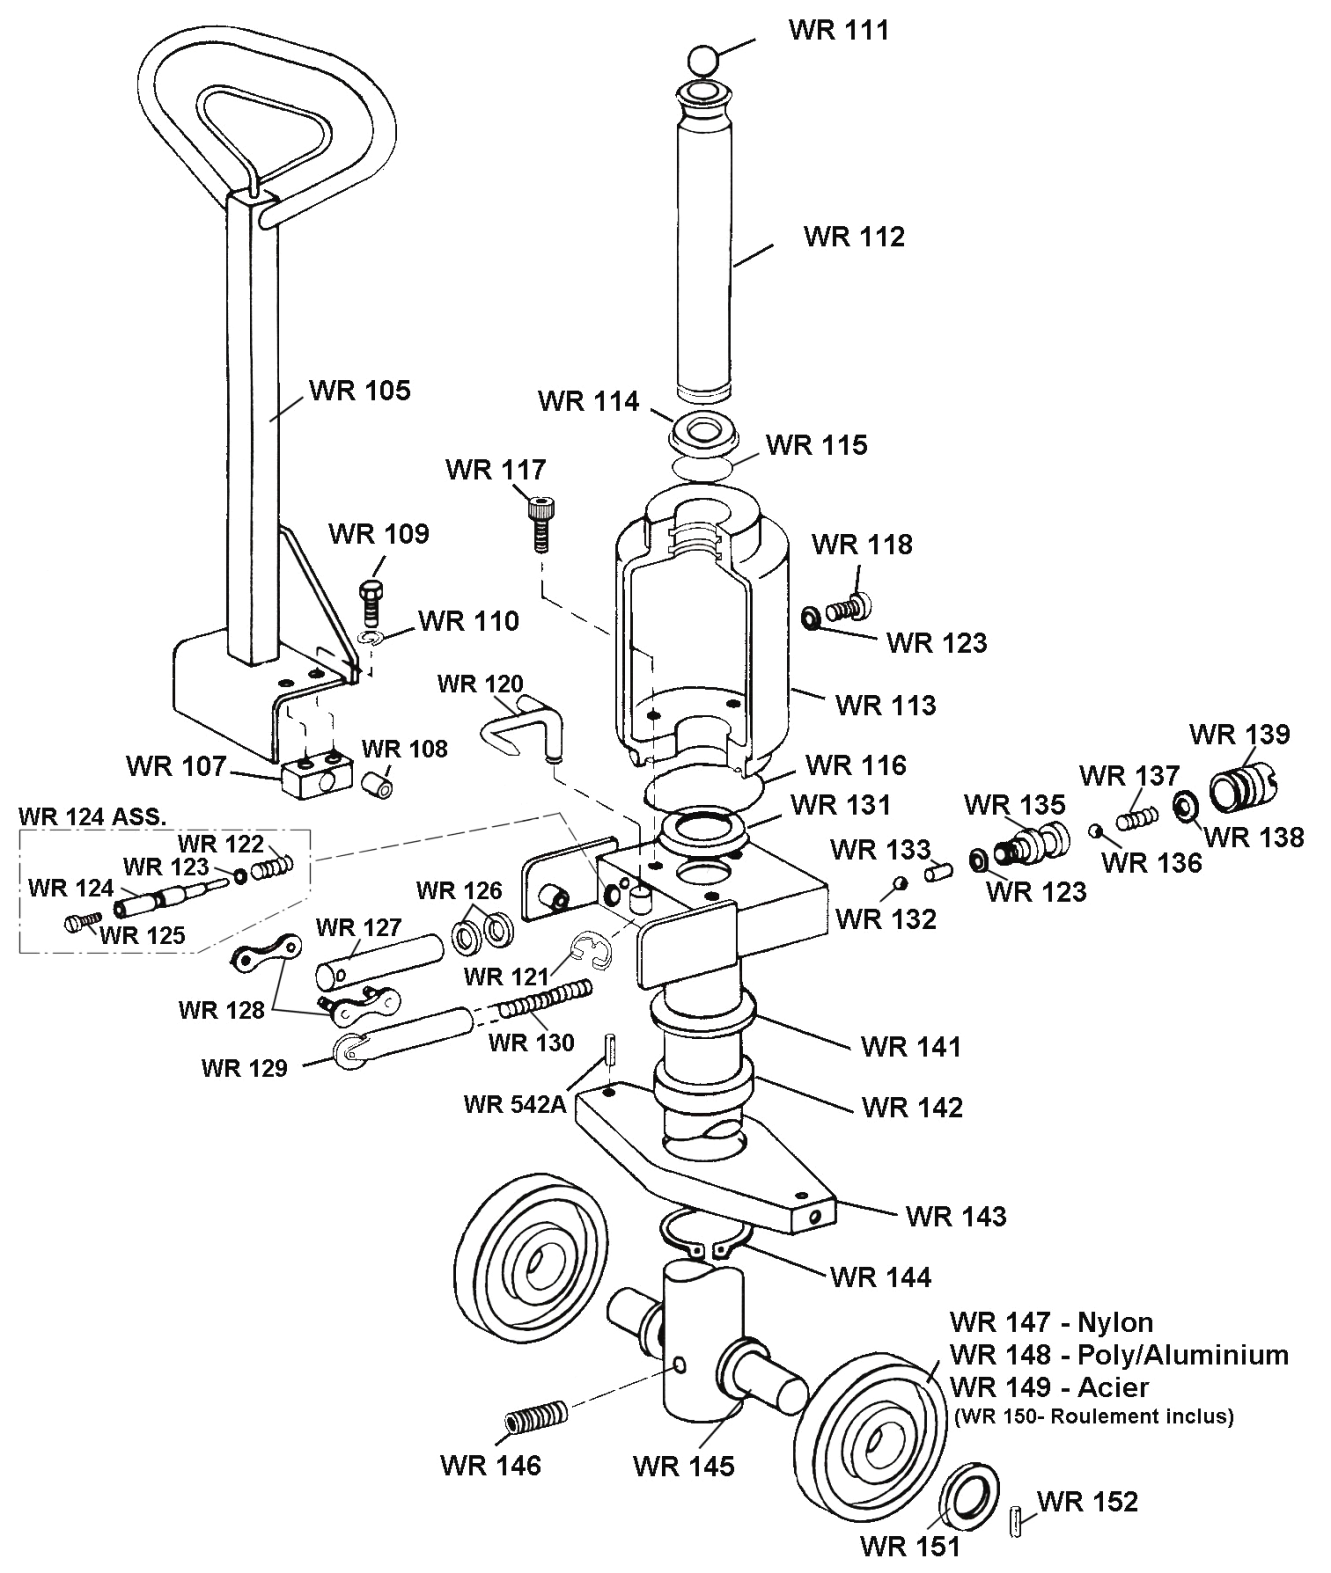 WR 111
WR 112
WR 105
WR 114
WR 115
WR 117
WR 109
WR 118
WR 110
WR 123
WR 120
WR 113
WR 139
WR 108
WR 107
WR 116
WR 137
WR 131
WR 135
WR 124 ASS.
WR 138
WR 122
WR 133
WR 136
WR 123
WR 124
WR 126
WR 123
WR 132
WR 125
WR 127
WR 121
WR 128
WR 130
WR 141
WR 129
WR 542A
WR 142
WR 143
WR 144
WR 147 - Nylon
WR 148 - Poly/Aluminium
WR 149 - Acier
(WR 150- Roulement inclus)
WR 146
WR 145
WR 152
WR 151